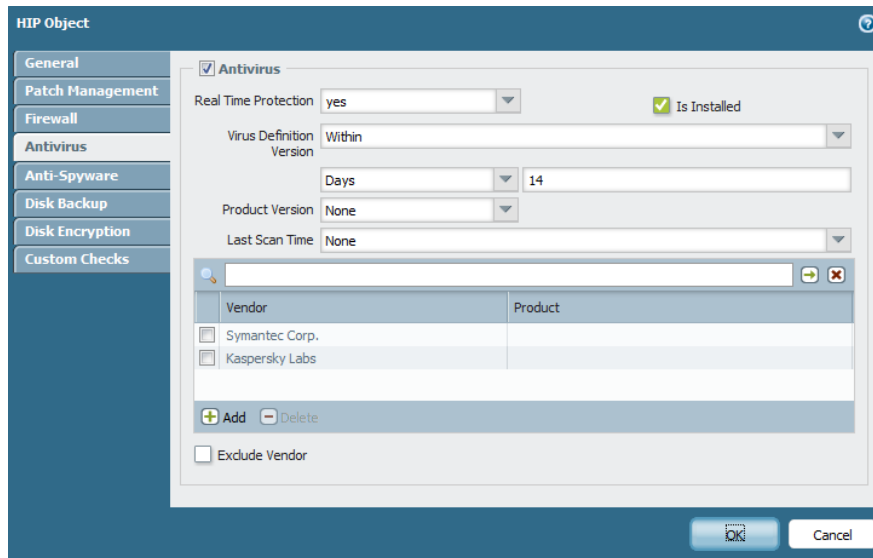 HIP Object
General
Patch Management
Firewall
Antivirus
Anti-Spyware
Disk Backup
Disk Encryption
Custom Checks
Antivirus
Real Time Protection yes Is Installed
Virus Definition Version Within
Days 14
Product Version None
Last Scan Time None
Vendor Product
Symantec Corp.
Kaspersky Labs
Add Delete
Exclude Vendor
OK Cancel